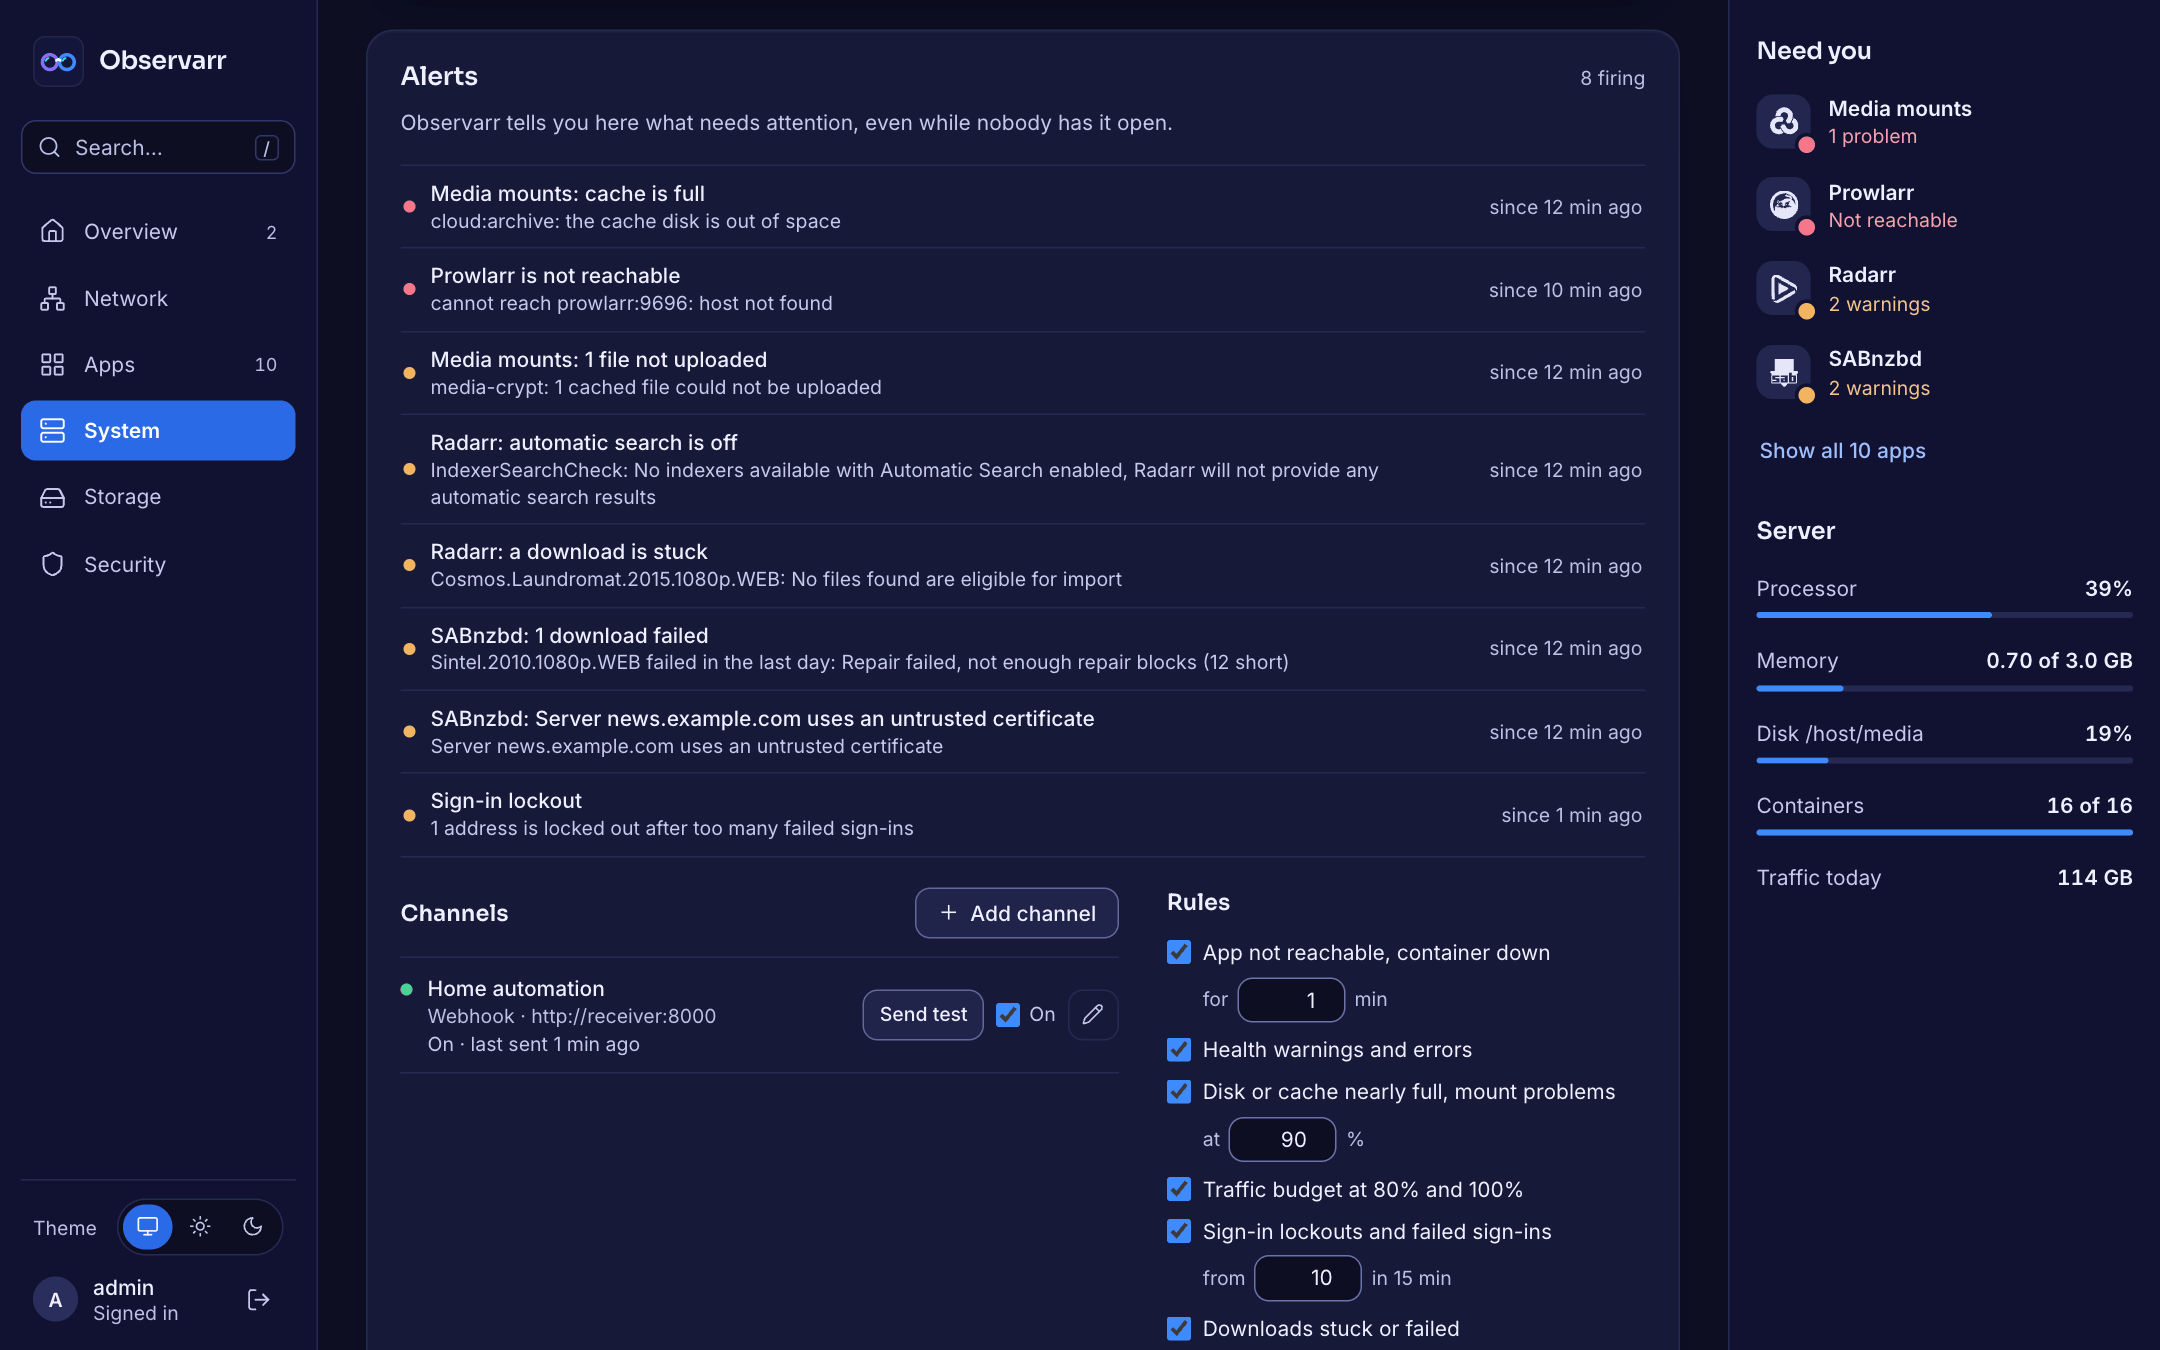 Observarr
Search...
/
Overview
2
Network
Apps
10
System
Storage
Security
Theme
A
admin
Signed in
Alerts
8 firing
Observarr tells you here what needs attention, even while nobody has it open.
Media mounts: cache is full
cloud:archive: the cache disk is out of space
since 12 min ago
Prowlarr is not reachable
cannot reach prowlarr:9696: host not found
since 10 min ago
Media mounts: 1 file not uploaded
media-crypt: 1 cached file could not be uploaded
since 12 min ago
Radarr: automatic search is off
IndexerSearchCheck: No indexers available with Automatic Search enabled, Radarr will not provide any
automatic search results
since 12 min ago
Radarr: a download is stuck
Cosmos.Laundromat.2015.1080p.WEB: No files found are eligible for import
since 12 min ago
SABnzbd: 1 download failed
Sintel.2010.1080p.WEB failed in the last day: Repair failed, not enough repair blocks (12 short)
since 12 min ago
SABnzbd: Server news.example.com uses an untrusted certificate
Server news.example.com uses an untrusted certificate
since 12 min ago
Sign-in lockout
1 address is locked out after too many failed sign-ins
since 1 min ago
Channels
Add channel
Home automation
Webhook · http://receiver:8000
On · last sent 1 min ago
Send test
On
Rules
App not reachable, container down
for 1 min
Health warnings and errors
Disk or cache nearly full, mount problems
at 90 %
Traffic budget at 80% and 100%
Sign-in lockouts and failed sign-ins
from 10 in 15 min
Downloads stuck or failed
Need you
Media mounts
1 problem
Prowlarr
Not reachable
Radarr
2 warnings
sab
SABnzbd
2 warnings
Show all 10 apps
Server
Processor
39%
Memory
0.70 of 3.0 GB
Disk /host/media
19%
Containers
16 of 16
Traffic today
114 GB